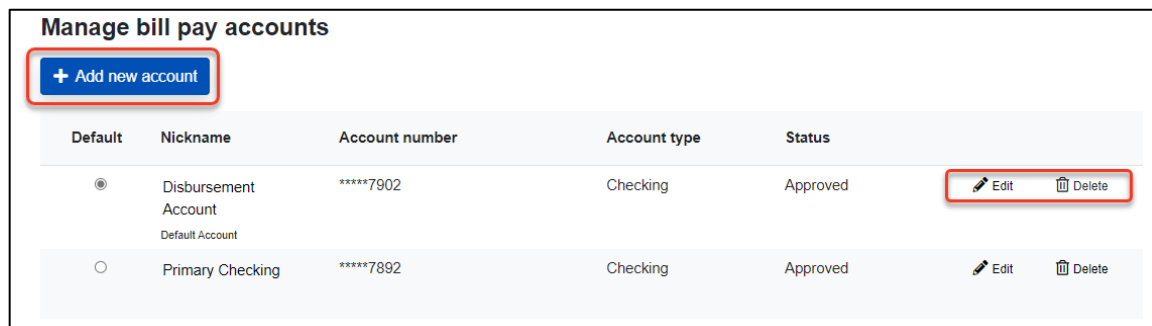 Manage bill pay accounts
+ Add new account
Default Nickname Account number Account type Status
Disbursement Account *****7902 Checking Approved Edit Delete
Default Account
Primary Checking *****7892 Checking Approved Edit Delete